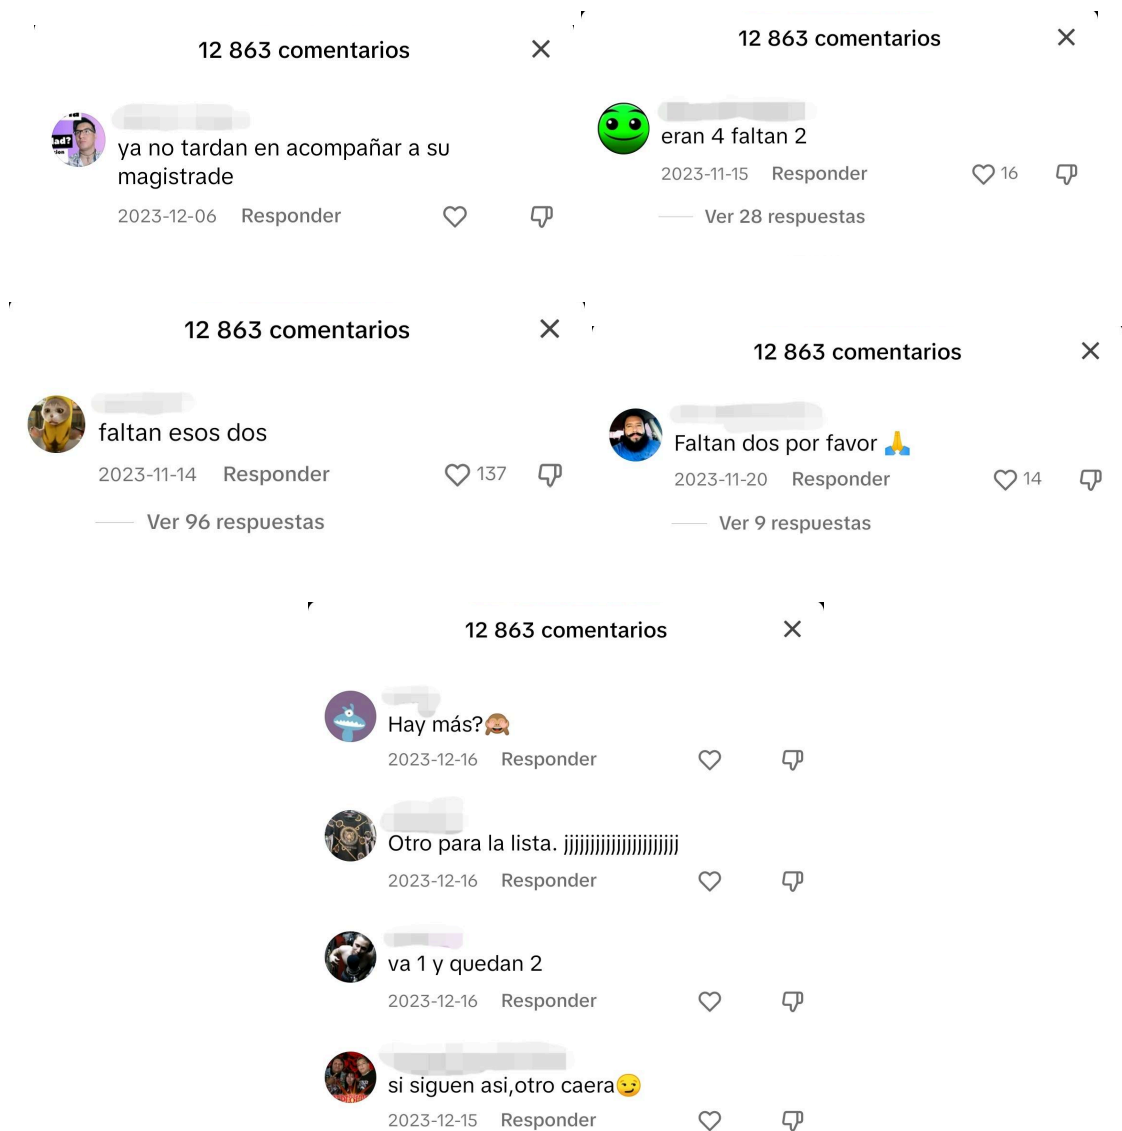 12 863 comentarios
ya no tardan en acompañar a su
magistrade
2023-12-06 Responder
12 863 comentarios
eran 4 faltan 2
2023-11-15 Responder 16
Ver 28 respuestas
12 863 comentarios
faltan esos dos
2023-11-14 Responder 137
Ver 96 respuestas
12 863 comentarios
Faltan dos por favor 🙏
2023-11-20 Responder 14
Ver 9 respuestas
12 863 comentarios
Hay más?🙈
2023-12-16 Responder
Otro para la lista. jjjjjjjjjjjjjjjjjjjjjj
2023-12-16 Responder
va 1 y quedan 2
2023-12-16 Responder
si siguen asi,otro caera😏
2023-12-15 Responder